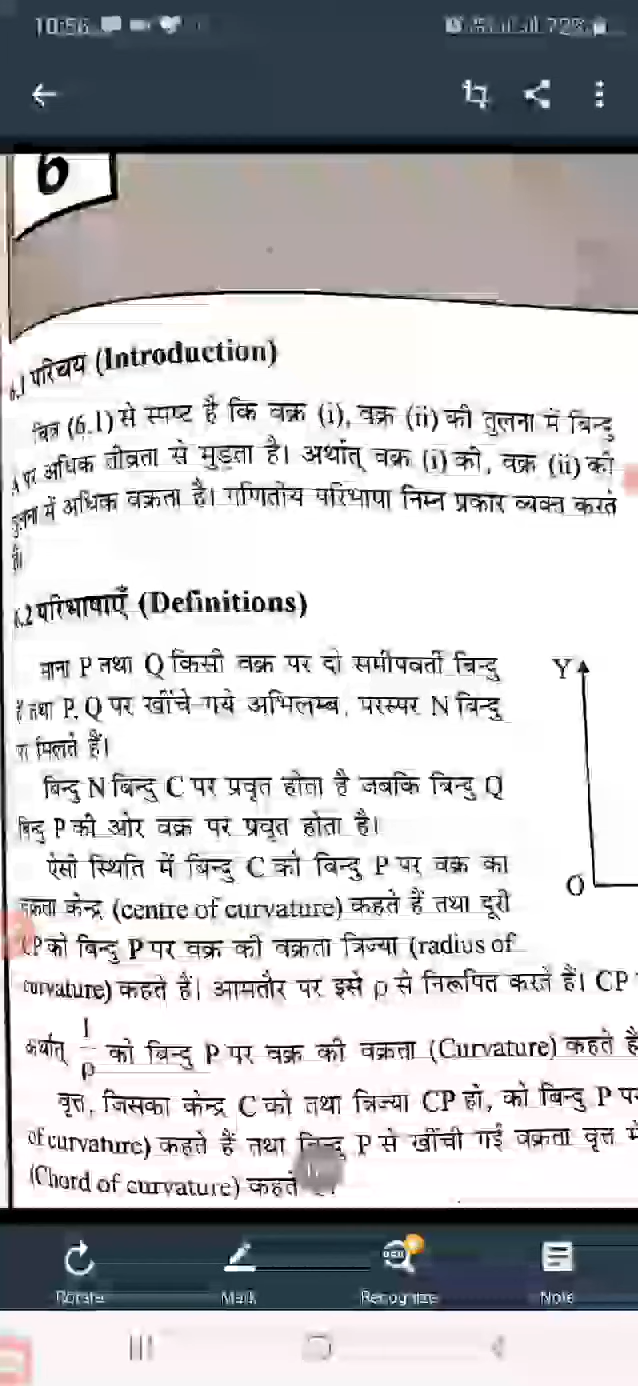 10:56
72%
6
6.1 परिचय (Introduction)
चित्र (6.1) से स्पष्ट है कि वक्र (i), वक्र (ii) की तुलना में बिन्दु
A पर अधिक तीव्रता से मुड़ता है। अर्थात् वक्र (i) की, वक्र (ii) की
तुलना में अधिक वक्रता है। गणितीय परिभाषा निम्न प्रकार व्यक्त करते
हैं।
6.2 परिभाषाएँ (Definitions)
माना P तथा Q किसी वक्र पर दो समीपवर्ती बिन्दु
हैं तथा P, Q पर खींचे गये अभिलम्ब, परस्पर N बिन्दु
पर मिलते हैं।
बिन्दु N बिन्दु C पर प्रवृत होता है जबकि बिन्दु Q
बिन्दु P की ओर वक्र पर प्रवृत होता है।
ऐसी स्थिति में बिन्दु C को बिन्दु P पर वक्र का
वक्रता केन्द्र (centre of curvature) कहते हैं तथा दूरी
CP को बिन्दु P पर वक्र की वक्रता त्रिज्या (radius of
curvature) कहते हैं। आमतौर पर इसे ρ से निरूपित करते हैं। CP
अर्थात् 1/ρ को बिन्दु P पर वक्र की वक्रता (Curvature) कहते हैं
वृत्त, जिसका केन्द्र C को तथा त्रिज्या CP हो, को बिन्दु P पर
of curvature) कहते हैं तथा बिन्दु P से खींची गई वक्रता वृत्त में
(Chord of curvature) कहते
Y
O
Rotate
Mark
Recognize
Note